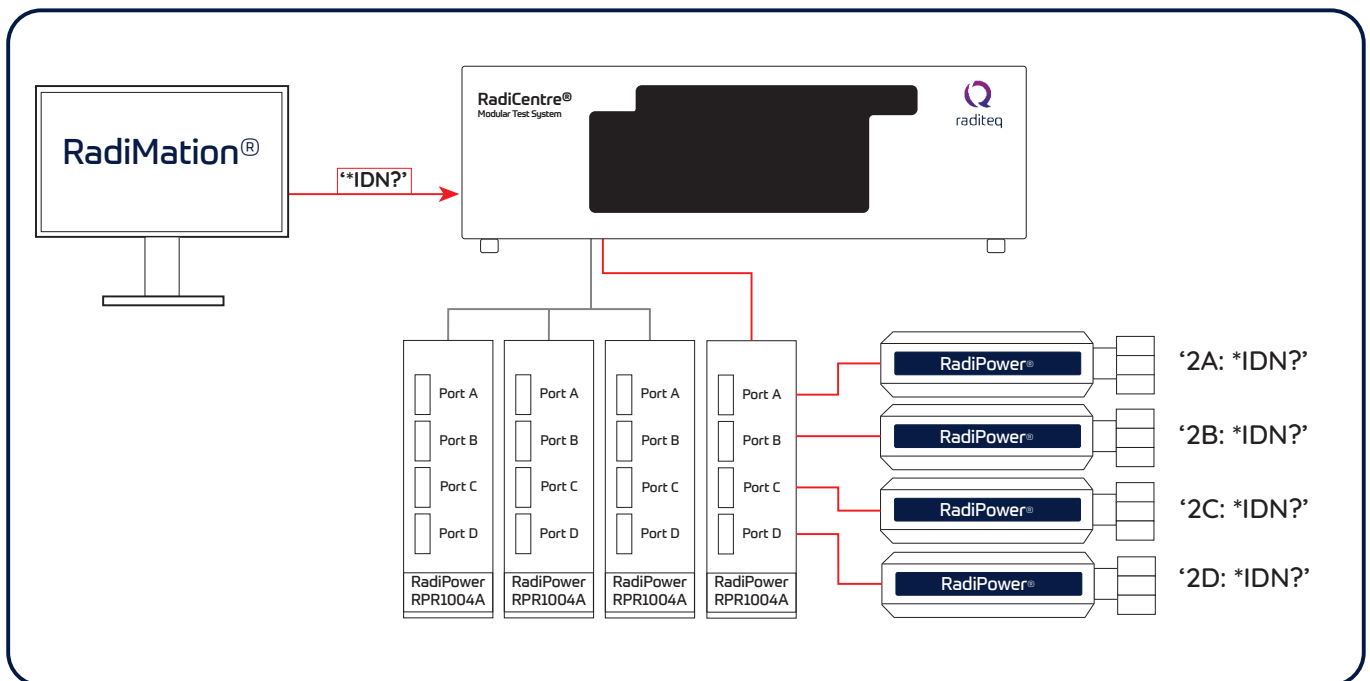 RadiMation®
‘*IDN?’
RadiCentre®
Modular Test System
raditeq
Port A
Port B
Port C
Port D
RadiPower
RPR1004A
Port A
Port B
Port C
Port D
RadiPower
RPR1004A
Port A
Port B
Port C
Port D
RadiPower
RPR1004A
Port A
Port B
Port C
Port D
RadiPower
RPR1004A
RadiPower®
‘2A: *IDN?’
RadiPower®
‘2B: *IDN?’
RadiPower®
‘2C: *IDN?’
RadiPower®
‘2D: *IDN?’